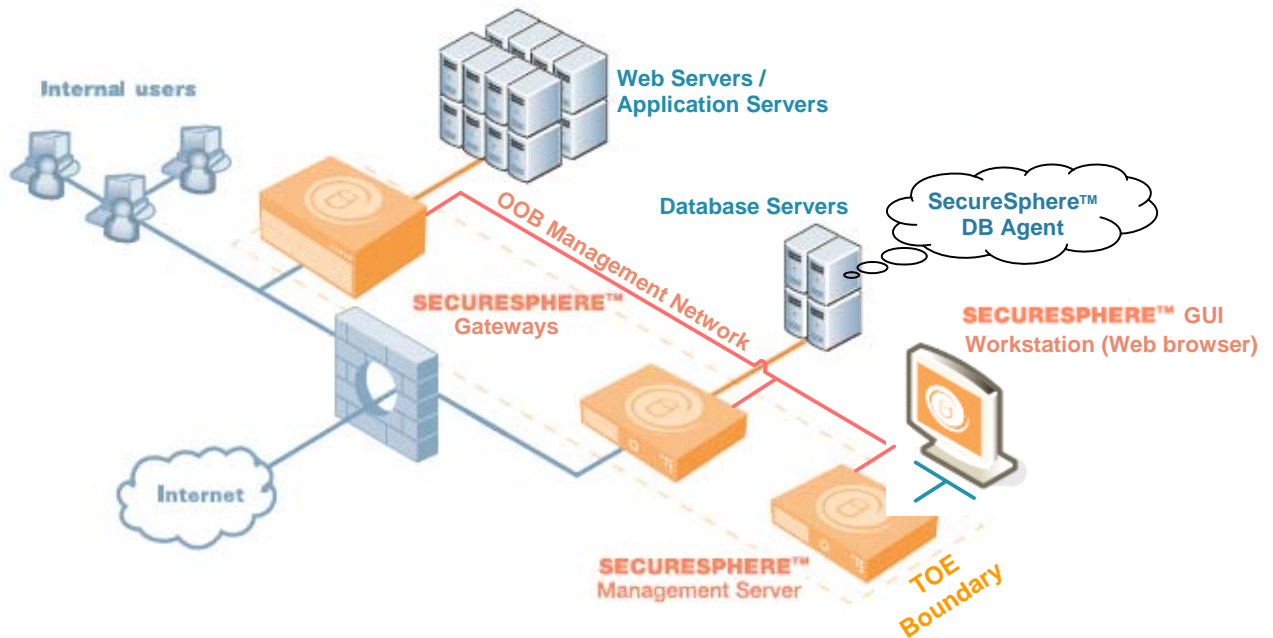 Web Servers /
Application Servers
Internal users
OOB Management Network
Database Servers
SecureSphere™
DB Agent
SECURESPHERE™
Gateways
SECURESPHERE™ GUI
Workstation (Web browser)
Internet
SECURESPHERE™
Management Server
TOE
Boundary